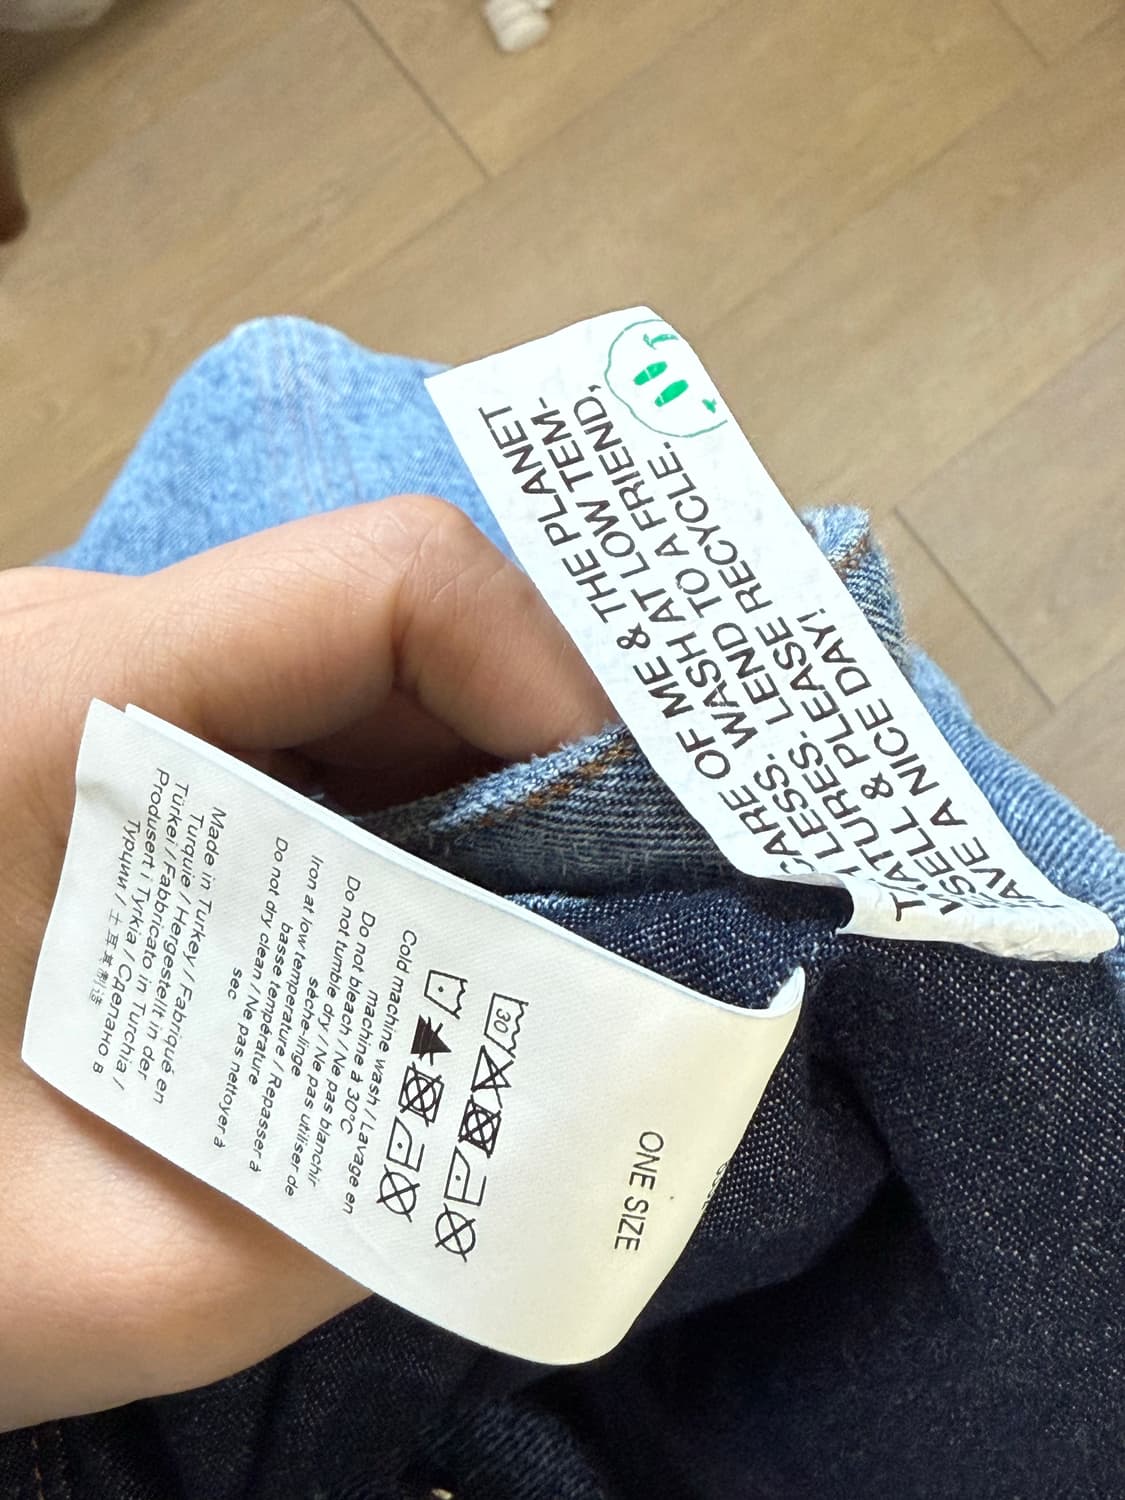 CARE OF ME & THE PLANET
LESS. WASH AT LOW TEM-
ATURES. LEND TO A FRIEND,
SELL & PLEASE RECYCLE.
AVE A NICE DAY!
ONE SIZE
30
Cold machine wash / Lavage en
machine à 30°C
Do not bleach / Ne pas blanchir
Do not tumble dry / Ne pas utiliser de
sèche-linge
Iron at low temperature / Repasser à
basse température
Do not dry clean / Ne pas nettoyer à
sec
Made in Turkey / Fabriqué en
Turquie / Hergestellt in der
Türkei / Fabbricato in Turchia /
Produsert i Tyrkia / Сделано в
Турции / 土耳其制造